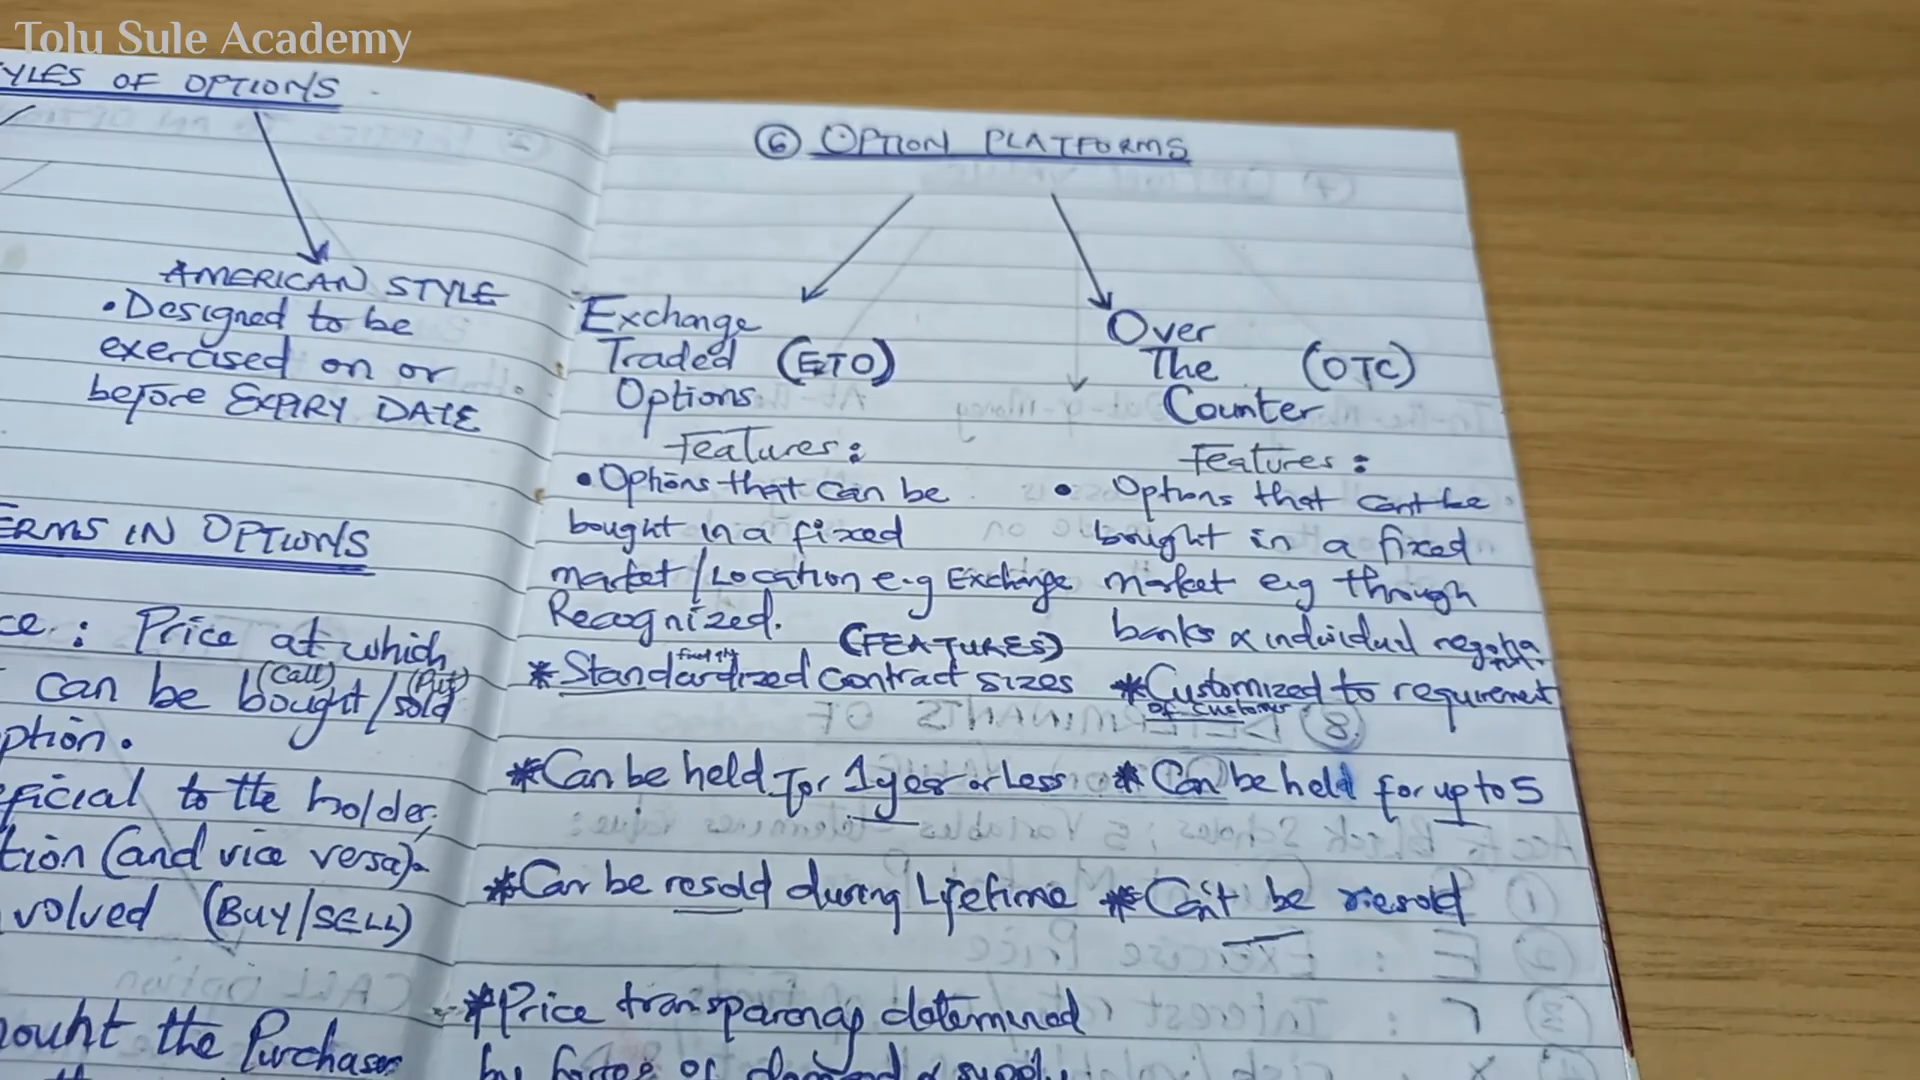 Tolu Sule Academy
YLES OF OPTIONS
AMERICAN STYLE
• Designed to be
exercised on or
before EXPIRY DATE
ERMS IN OPTIONS
ce : Price at which
(Call) (Put)
can be bought/sold
ption.
ficial to the holder,
tion (and vice versa).
volved (BUY/SELL)
the Purchaser
6 OPTION PLATFORMS
Exchange
Traded (ETO)
Options
Features:
• Options that can be
bought in a fixed
market/Location e.g Exchange
Recognized.
(FEATURES)
* Standardized contract sizes
* Can be held for 1 year or Less
* Can be resold during Lifetime
* Price transparency determined
by of demand & supply
Over
The (OTC)
Counter
Features:
• Options that can't be
bought in a fixed
market e.g through
banks & individual
* Customized to requirement
of customer
* Can be held for up to 5
* Can't be resold